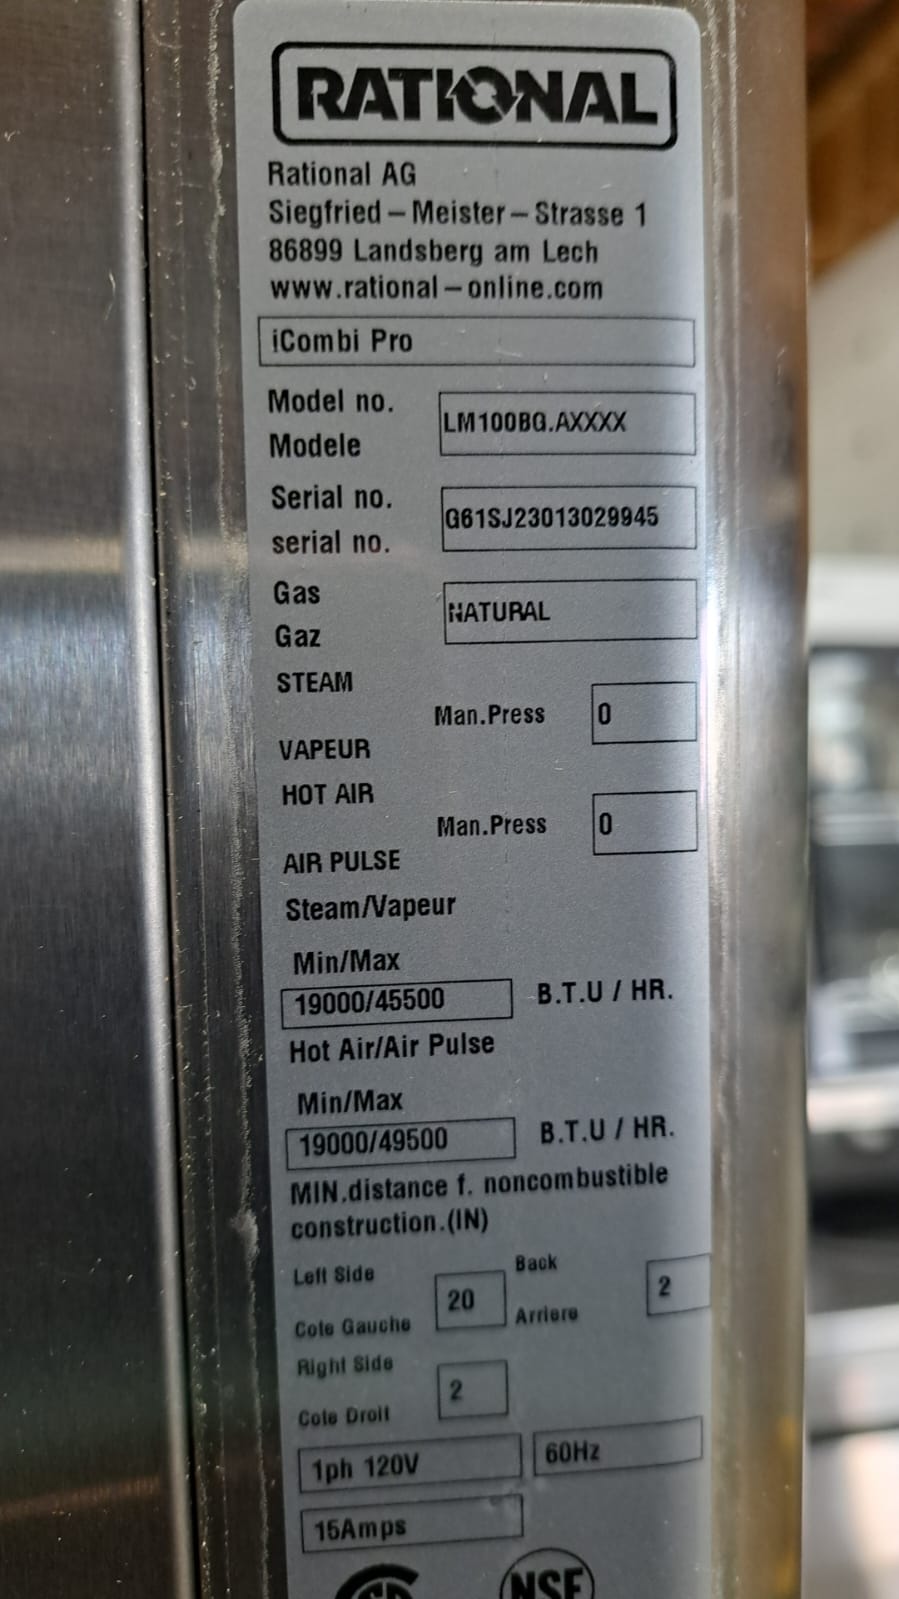 RATIONAL
Rational AG
Siegfried – Meister – Strasse 1
86899 Landsberg am Lech
www.rational – online.com
iCombi Pro
Model no.
Modele
LM100BG.AXXXX
Serial no.
serial no.
G61SJ23013029945
Gas
Gaz
NATURAL
STEAM
Man.Press 0
VAPEUR
HOT AIR
Man.Press 0
AIR PULSE
Steam/Vapeur
Min/Max
19000/45500 B.T.U / HR.
Hot Air/Air Pulse
Min/Max
19000/49500 B.T.U / HR.
MIN.distance f. noncombustible
construction.(IN)
Left Side
Cote Gauche
20
Back
Arriere
2
Right Side
Cote Droit
2
1ph 120V 60Hz
15Amps
NSF